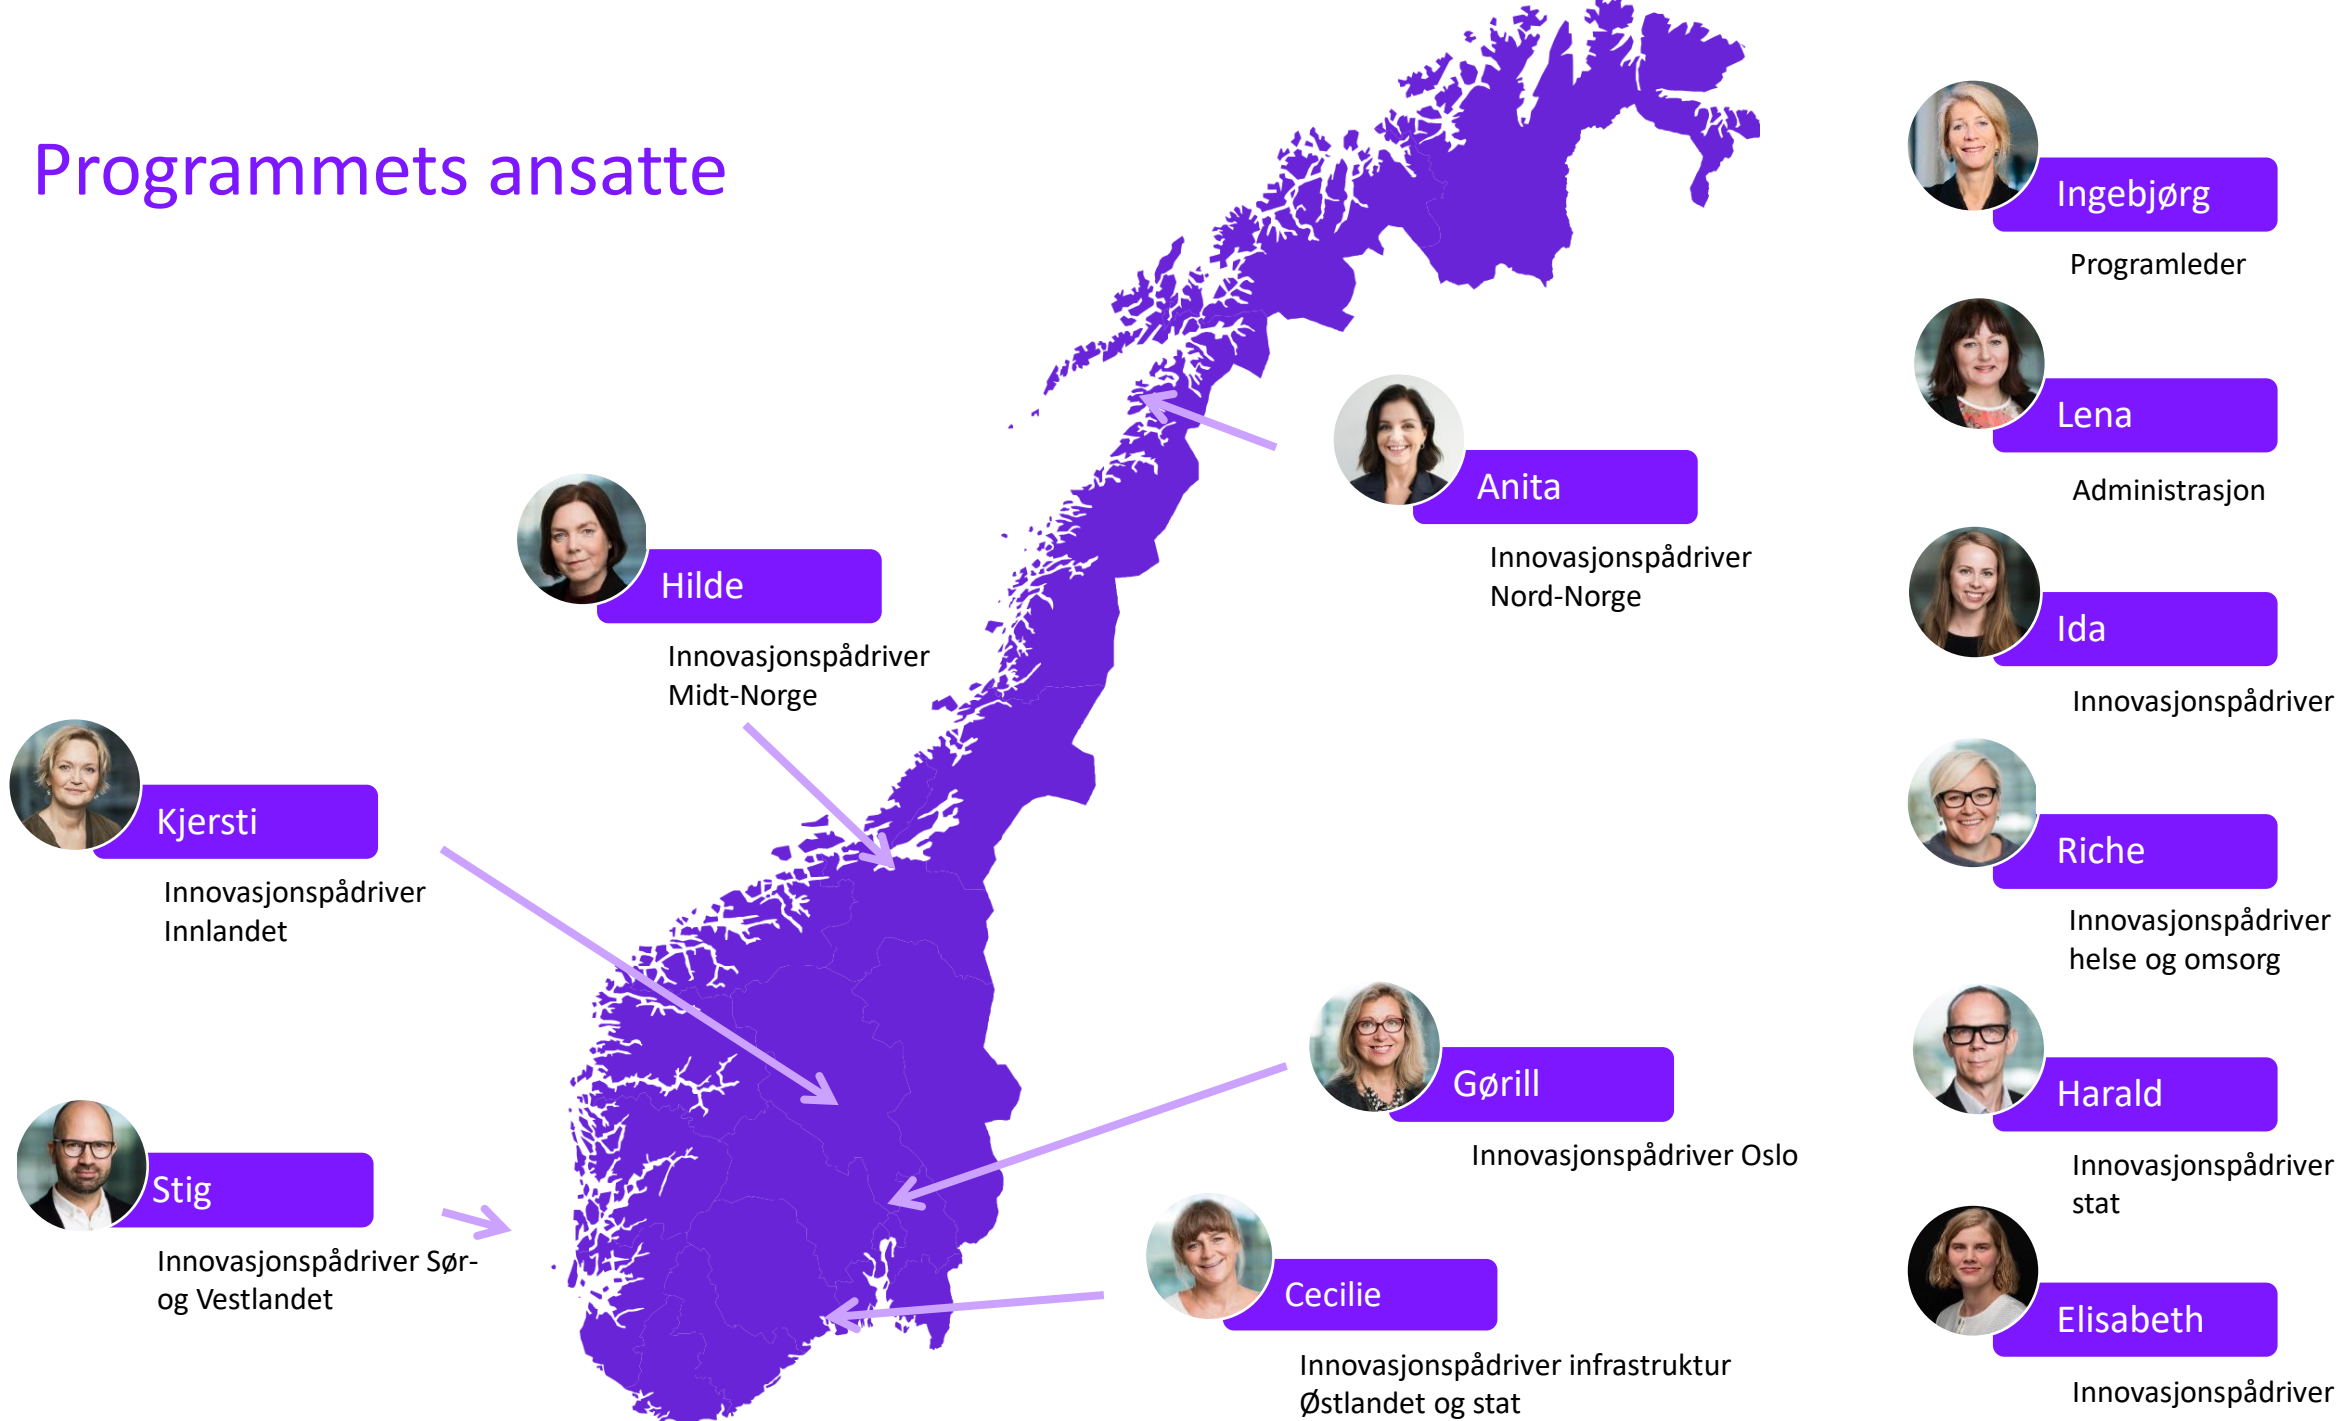 Programmets ansatte
Ingebjørg
Programleder
Lena
Administrasjon
Anita
Innovasjonspådriver
Nord-Norge
Hilde
Innovasjonspådriver
Midt-Norge
Ida
Innovasjonspådriver
Kjersti
Innovasjonspådriver
Innlandet
Riche
Innovasjonspådriver
helse og omsorg
Gørill
Innovasjonspådriver Oslo
Harald
Innovasjonspådriver
stat
Stig
Innovasjonspådriver Sør-
og Vestlandet
Cecilie
Innovasjonspådriver infrastruktur
Østlandet og stat
Elisabeth
Innovasjonspådriver